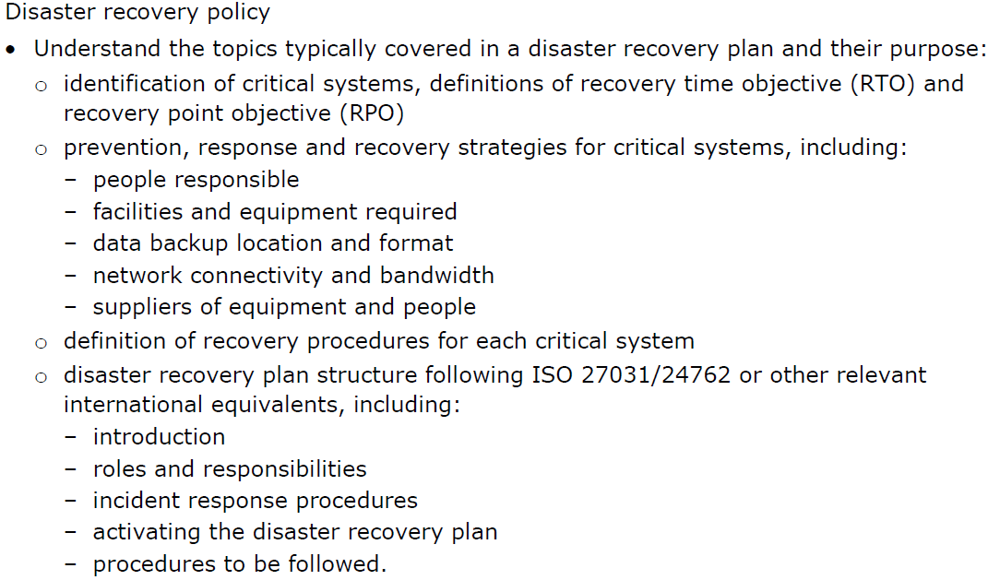 Disaster recovery policy
• Understand the topics typically covered in a disaster recovery plan and their purpose:
o identification of critical systems, definitions of recovery time objective (RTO) and
recovery point objective (RPO)
o prevention, response and recovery strategies for critical systems, including:
− people responsible
− facilities and equipment required
− data backup location and format
− network connectivity and bandwidth
− suppliers of equipment and people
o definition of recovery procedures for each critical system
o disaster recovery plan structure following ISO 27031/24762 or other relevant
international equivalents, including:
− introduction
− roles and responsibilities
− incident response procedures
− activating the disaster recovery plan
− procedures to be followed.